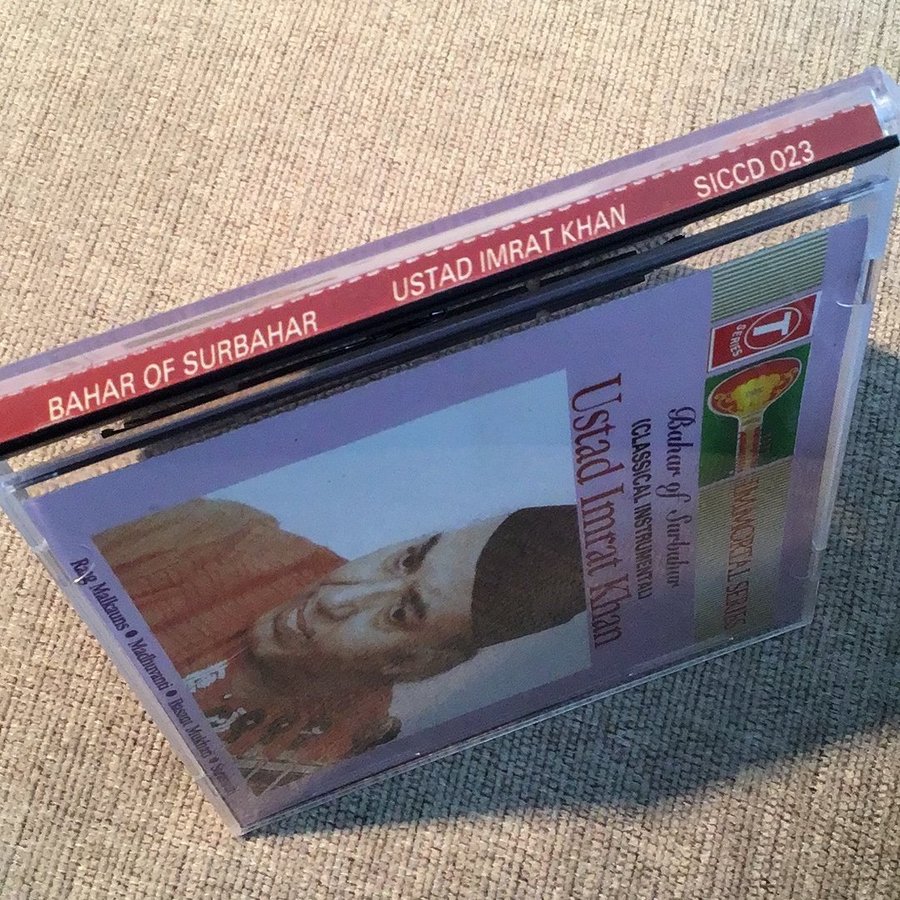 BAHAR OF SURBAHAR USTAD IMRAT KHAN SICCD 023
T
SERIES
IMMORTAL SERIES
Bahar of Surbahar
(CLASSICAL INSTRUMENTAL)
Ustad Imrat Khan
Rag Malkauns • Madhuvanti • Basant Mukhari •